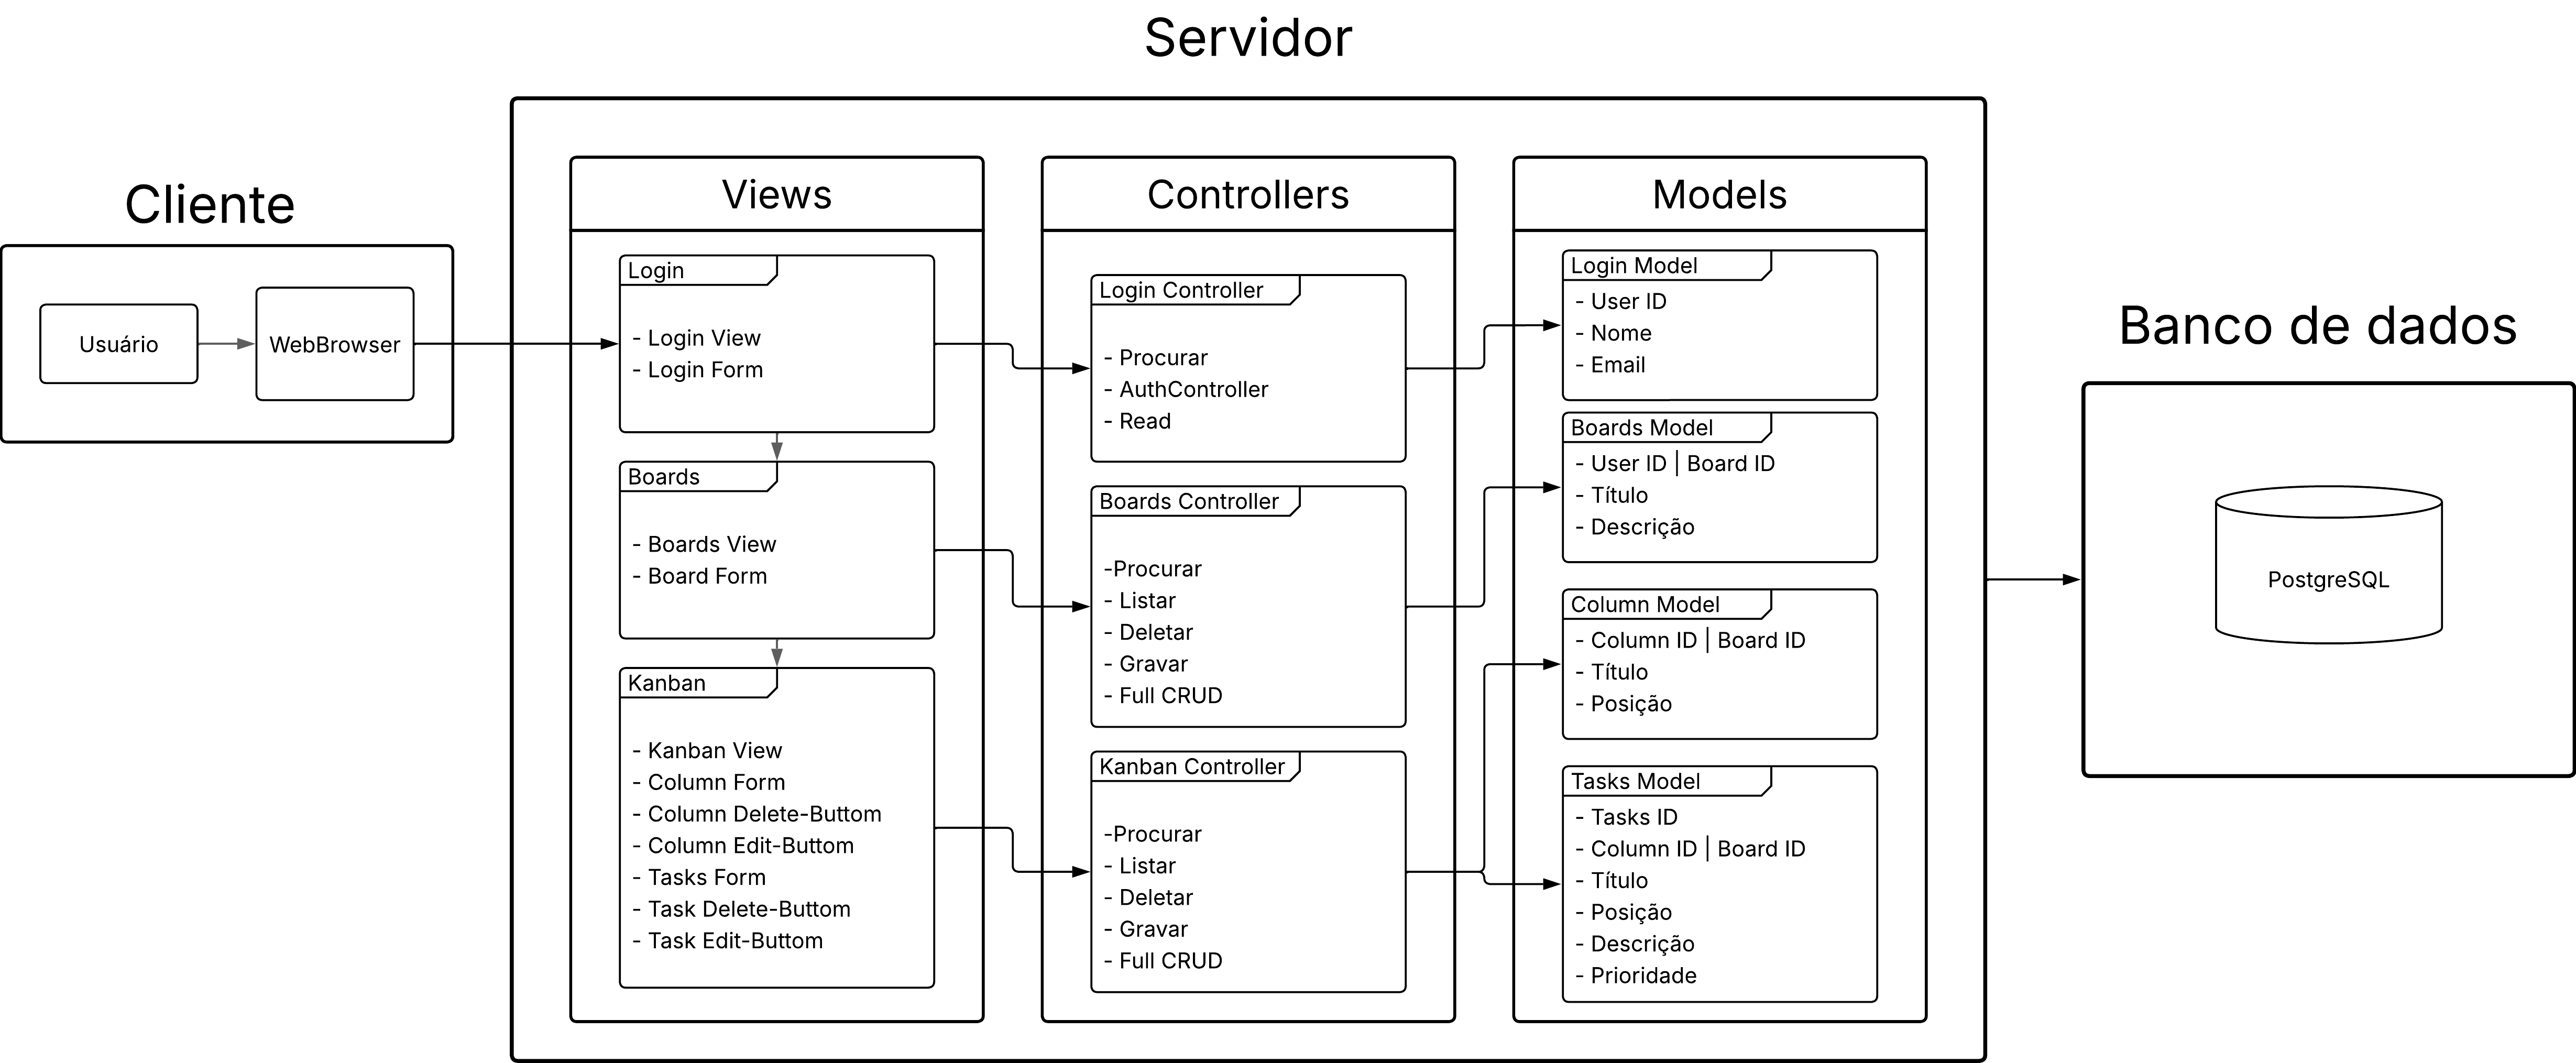 Servidor
Cliente
Usuário
WebBrowser
Views
Login
- Login View
- Login Form
Boards
- Boards View
- Board Form
Kanban
- Kanban View
- Column Form
- Column Delete-Buttom
- Column Edit-Buttom
- Tasks Form
- Task Delete-Buttom
- Task Edit-Buttom
Controllers
Login Controller
- Procurar
- AuthController
- Read
Boards Controller
-Procurar
- Listar
- Deletar
- Gravar
- Full CRUD
Kanban Controller
-Procurar
- Listar
- Deletar
- Gravar
- Full CRUD
Models
Login Model
- User ID
- Nome
- Email
Boards Model
- User ID | Board ID
- Título
- Descrição
Column Model
- Column ID | Board ID
- Título
- Posição
Tasks Model
- Tasks ID
- Column ID | Board ID
- Título
- Posição
- Descrição
- Prioridade
Banco de dados
PostgreSQL